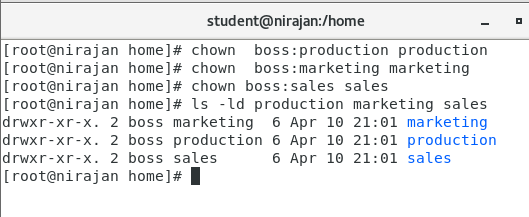 student@nirajan:/home
[root@nirajan home]# chown  boss:production production
[root@nirajan home]# chown  boss:marketing marketing
[root@nirajan home]# chown boss:sales sales
[root@nirajan home]# ls -ld production marketing sales
drwxr-xr-x. 2 boss marketing  6 Apr 10 21:01 marketing
drwxr-xr-x. 2 boss production 6 Apr 10 21:01 production
drwxr-xr-x. 2 boss sales      6 Apr 10 21:01 sales
[root@nirajan home]#